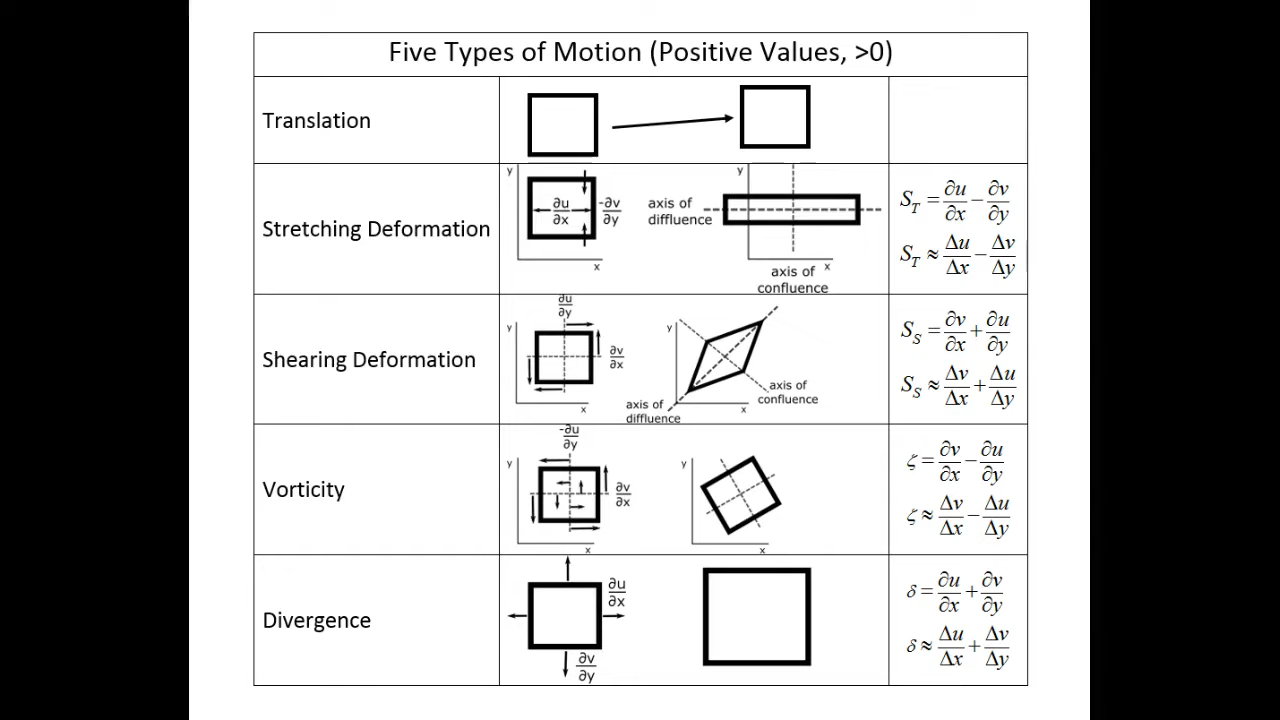 Five Types of Motion (Positive Values, >0)
Translation
Stretching Deformation
y
∂u/∂x
-∂v/∂y
x
axis of
diffluence
y
x
axis of
confluence
S_T = ∂u/∂x − ∂v/∂y
S_T ≈ Δu/Δx − Δv/Δy
Shearing Deformation
∂u/∂y
y
∂v/∂x
x
y
axis of
diffluence
x
axis of
confluence
S_S = ∂v/∂x + ∂u/∂y
S_S ≈ Δv/Δx + Δu/Δy
Vorticity
-∂u/∂y
y
∂v/∂x
x
y
x
ζ = ∂v/∂x − ∂u/∂y
ζ ≈ Δv/Δx − Δu/Δy
Divergence
∂u/∂x
∂v/∂y
δ = ∂u/∂x + ∂v/∂y
δ ≈ Δu/Δx + Δv/Δy